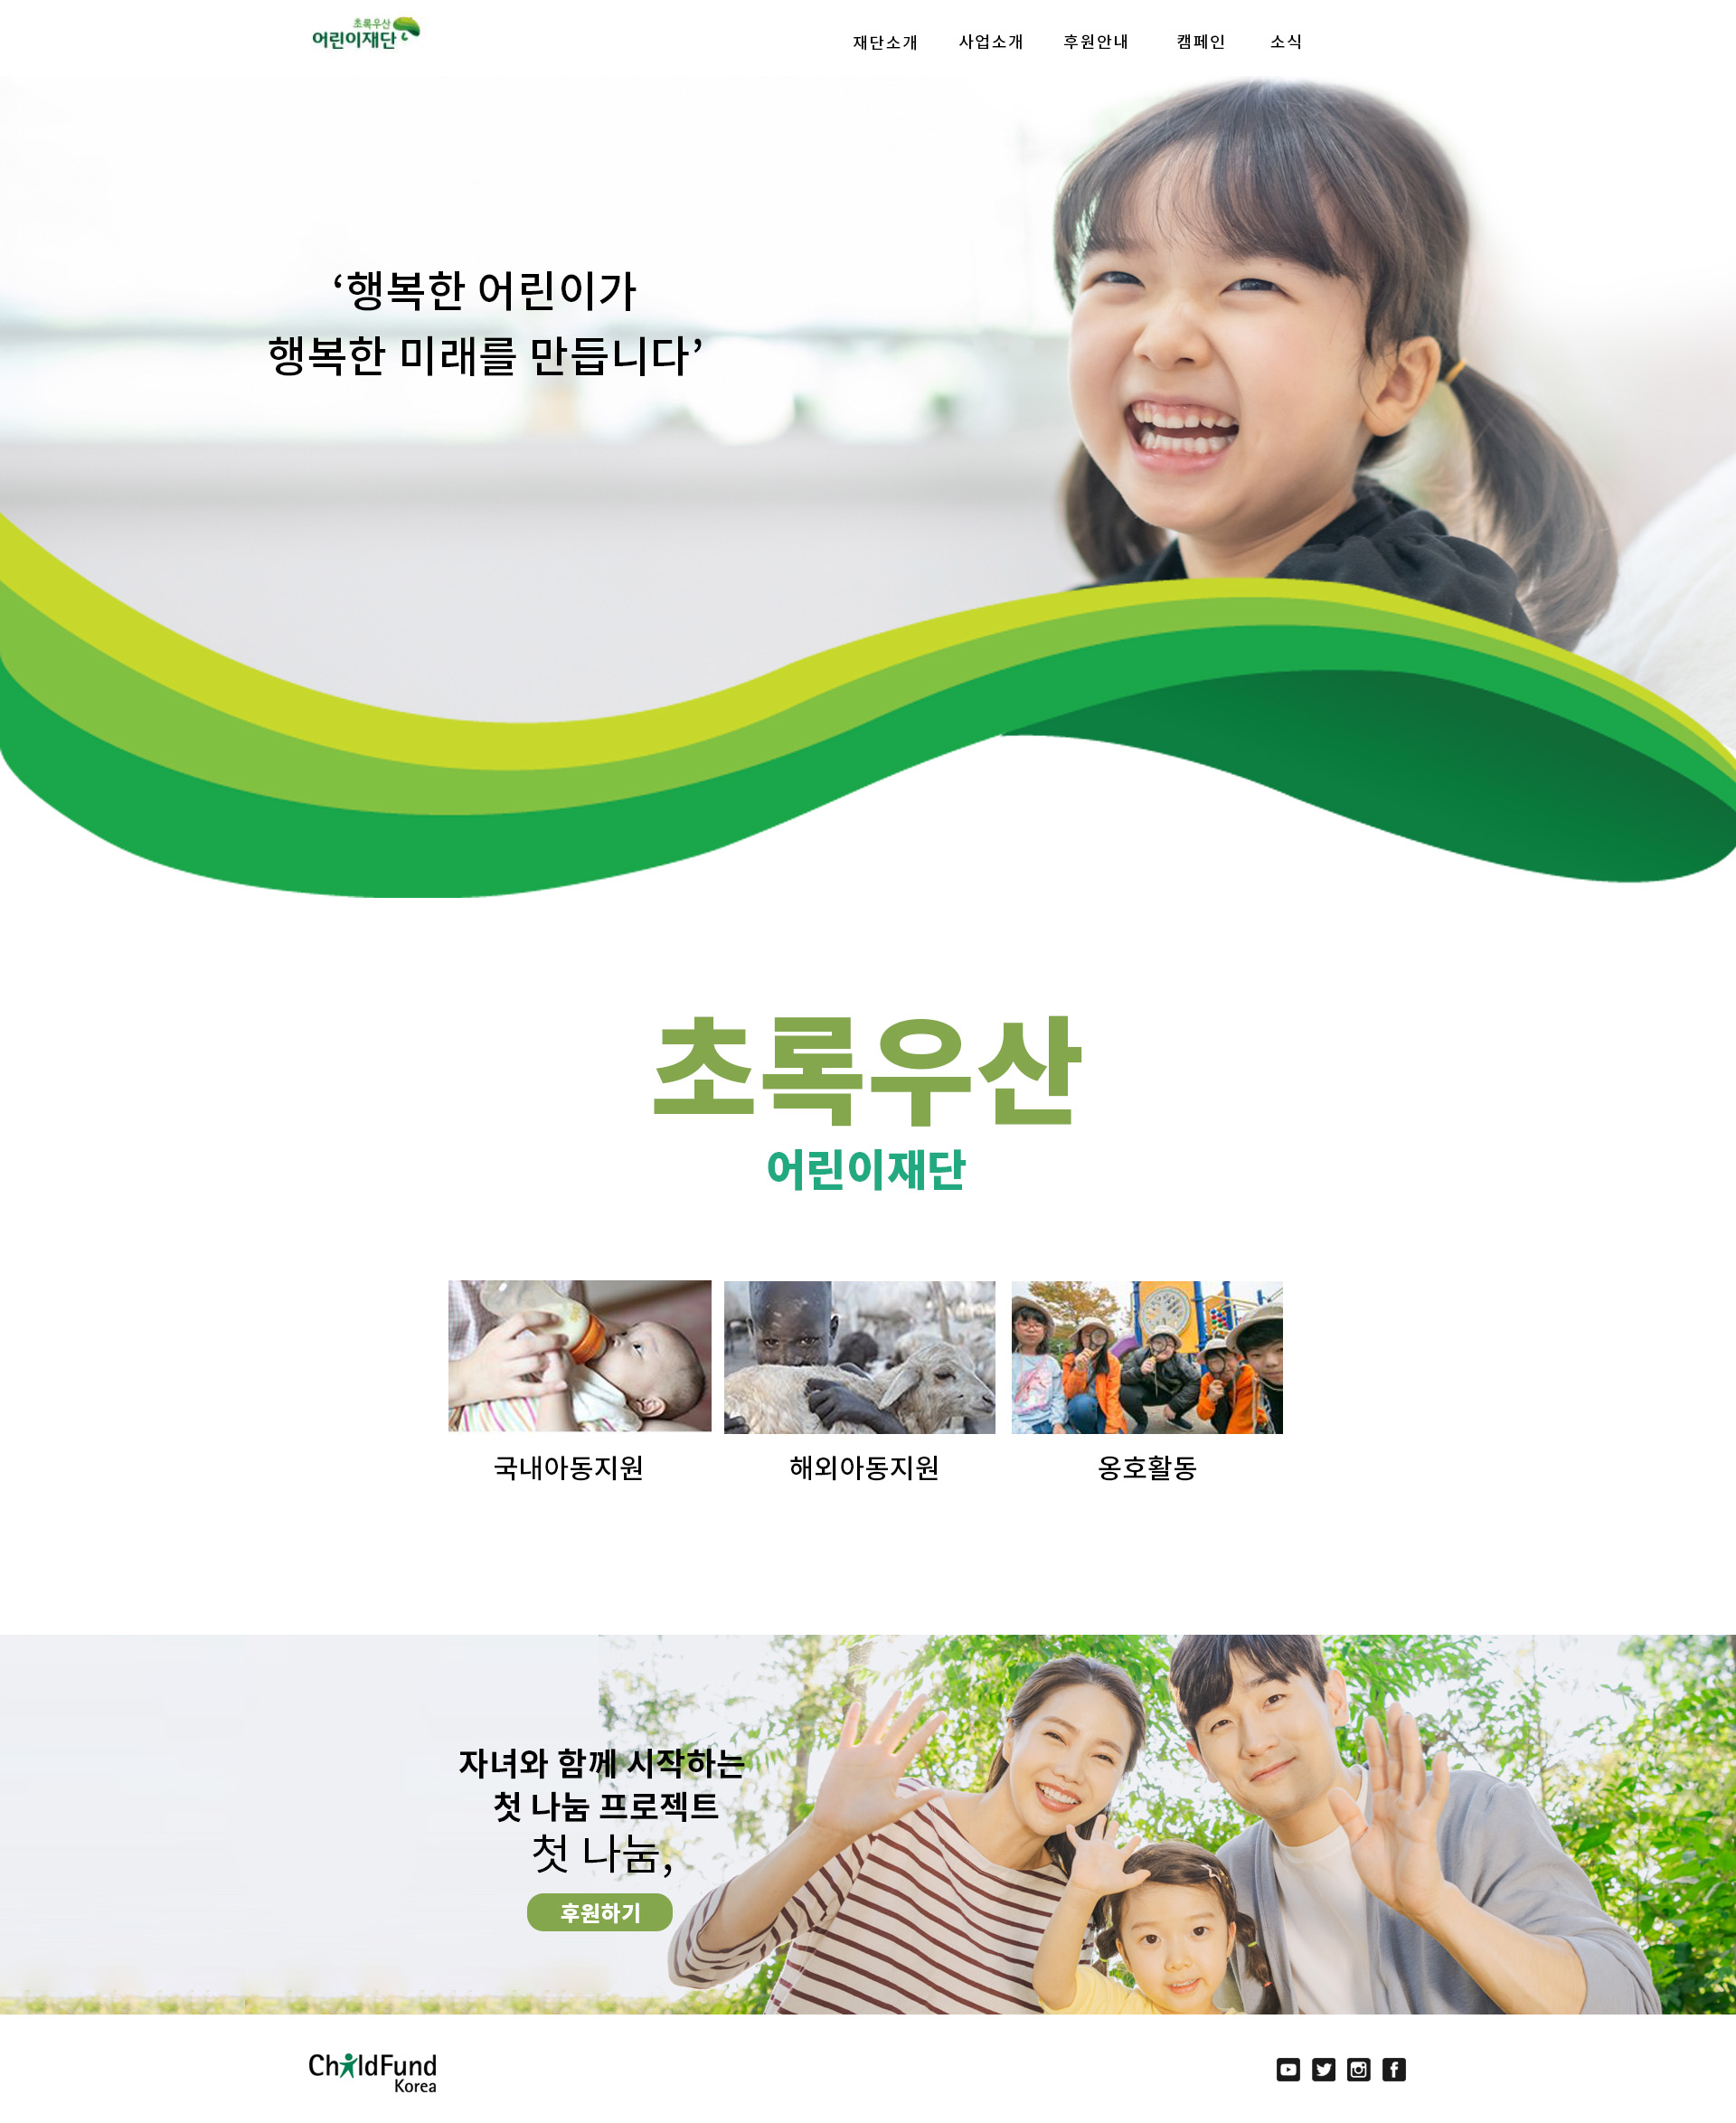 초록우산
어린이재단
재단소개 사업소개 후원안내 캠페인 소식
‘행복한 어린이가
행복한 미래를 만듭니다’
초록우산
어린이재단
국내아동지원 해외아동지원 옹호활동
자녀와 함께 시작하는
첫 나눔 프로젝트
첫 나눔,
후원하기
ChildFund
Korea